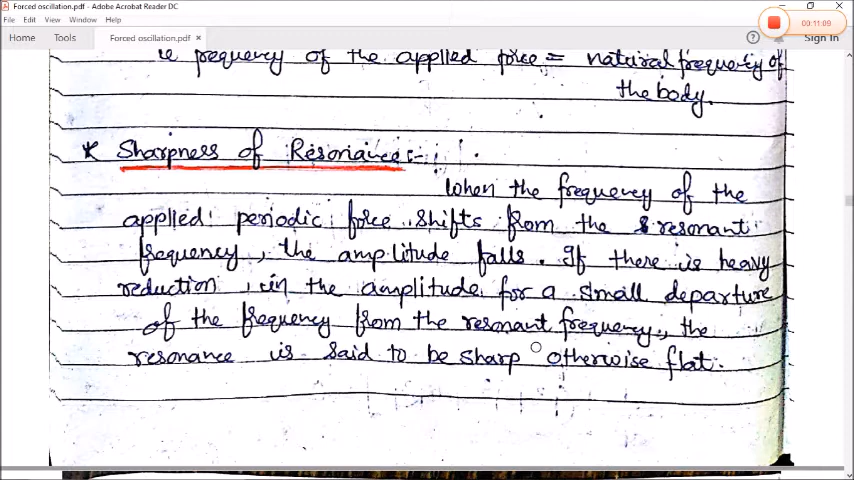 Forced oscillation.pdf - Adobe Acrobat Reader DC
File Edit View Window Help
00:11:09
Home Tools Forced oscillation.pdf × Sign In
ie frequency of the applied force = natural frequency of
the body.
* Sharpness of Resonance:-
When the frequency of the
applied periodic force shifts from the resonant
frequency, the amplitude falls. If there is heavy
reduction, in the amplitude for a small departure
of the frequency from the resonant frequency, the
resonance is said to be sharp otherwise flat.